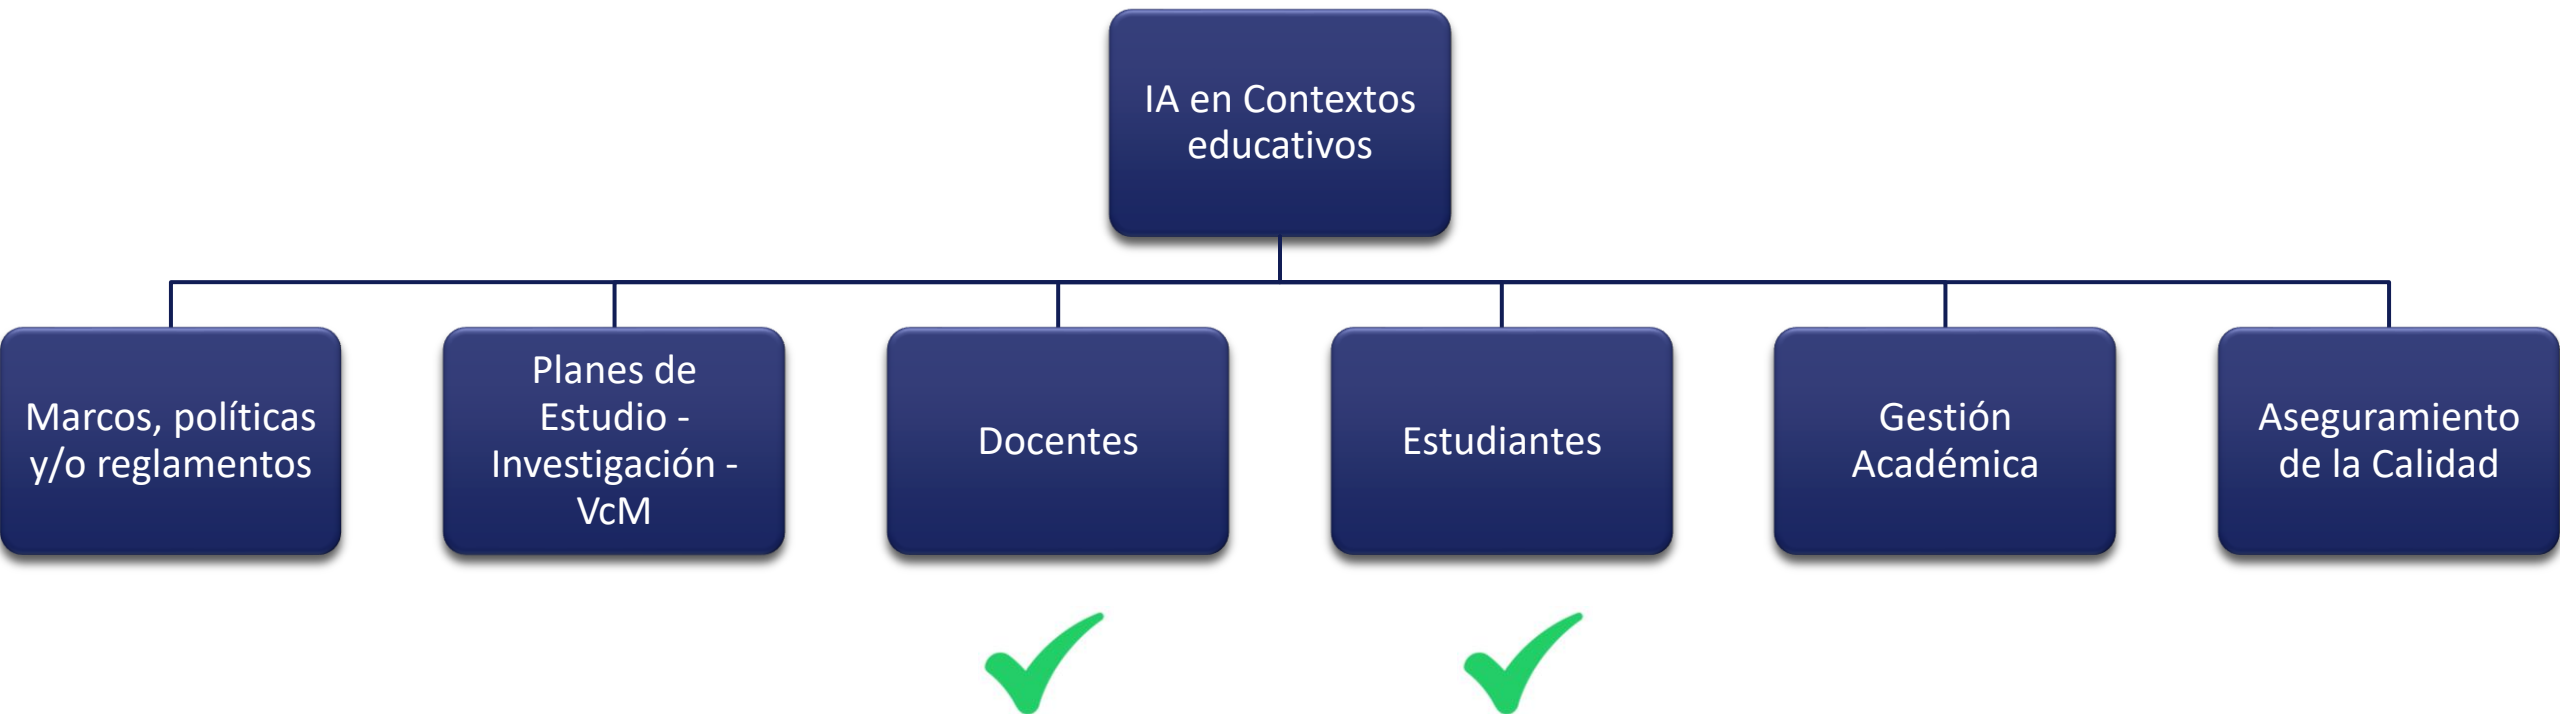 IA en Contextos
educativos
Marcos, políticas
y/o reglamentos
Planes de
Estudio -
Investigación -
VcM
Docentes
Estudiantes
Gestión
Académica
Aseguramiento
de la Calidad